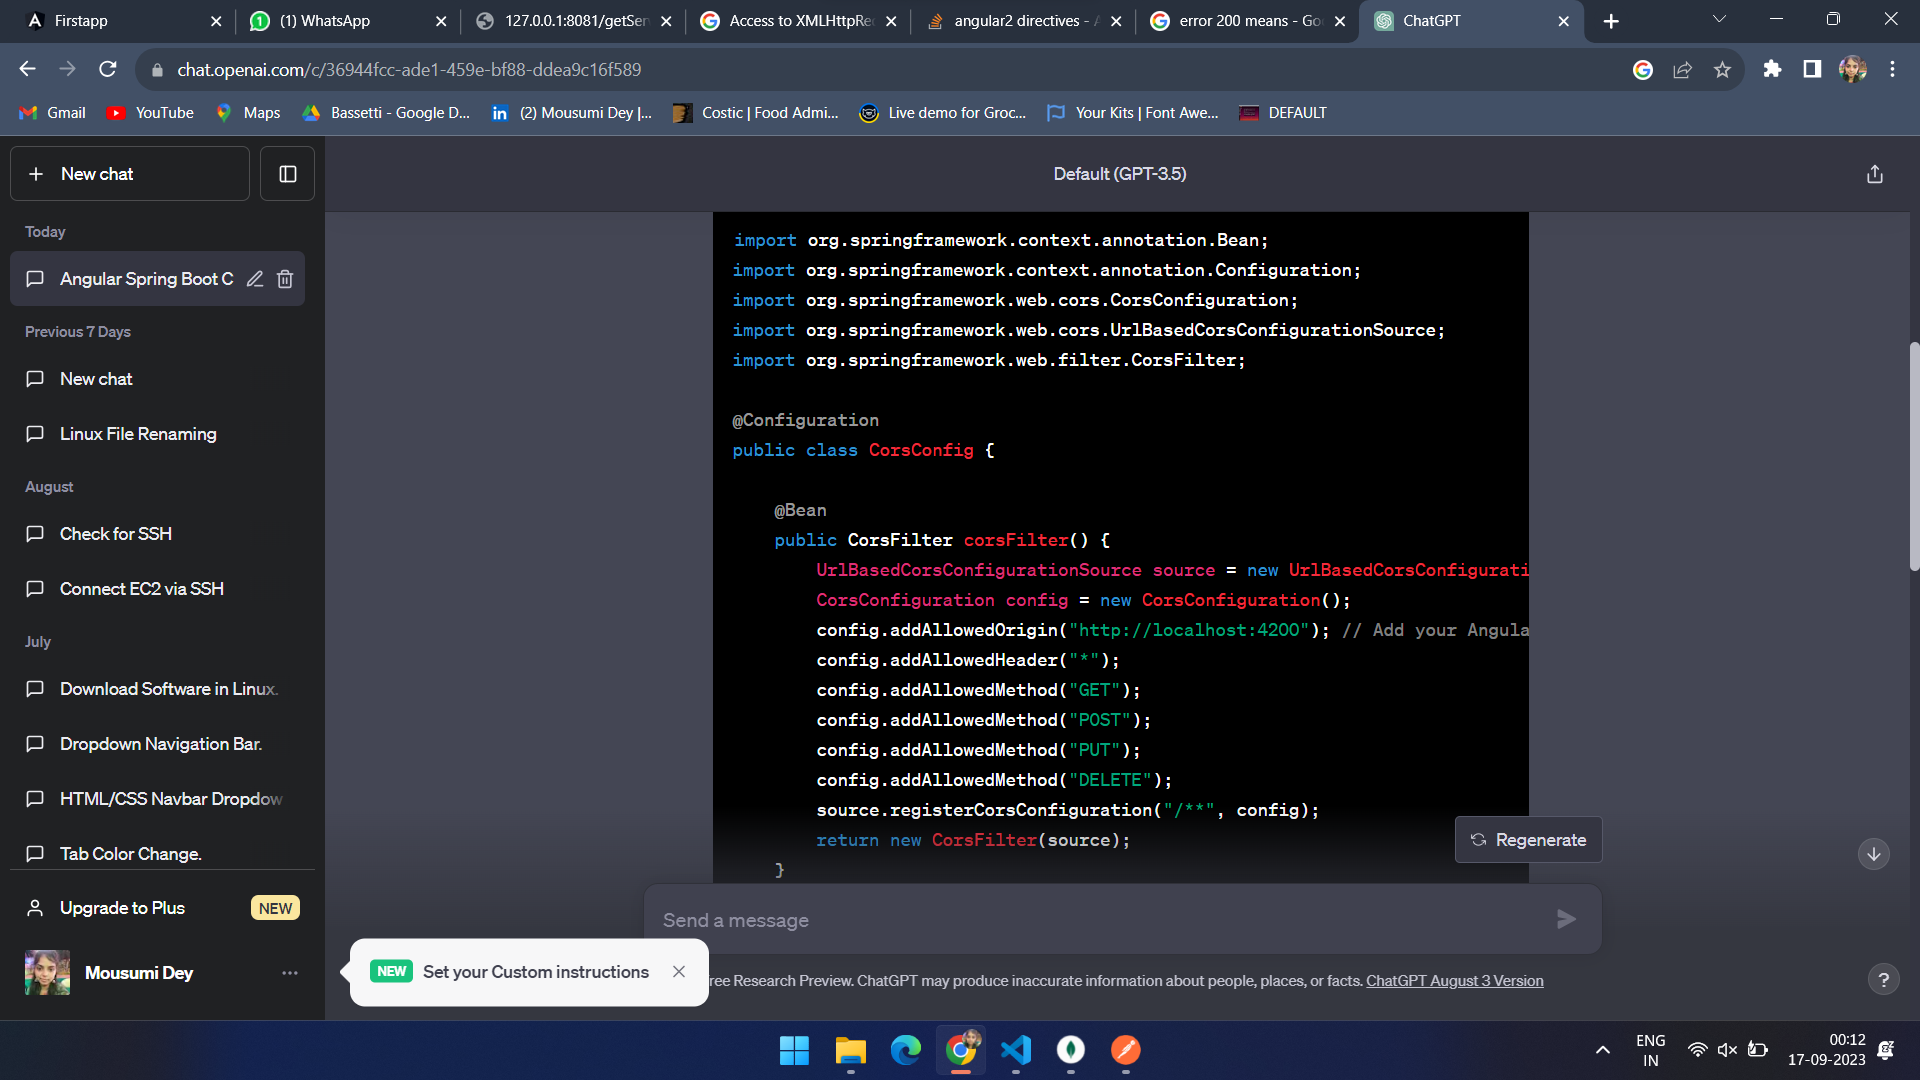 Firstapp
(1) WhatsApp
127.0.0.1:8081/getSer
Access to XMLHttpRe
angular2 directives - A
error 200 means - Go
ChatGPT
chat.openai.com/c/36944fcc-ade1-459e-bf88-ddea9c16f589
Gmail
YouTube
Maps
Bassetti - Google D...
(2) Mousumi Dey |...
Costic | Food Admi...
Live demo for Groc...
Your Kits | Font Awe...
DEFAULT
New chat
Default (GPT-3.5)
Today
Angular Spring Boot C
Previous 7 Days
New chat
Linux File Renaming
August
Check for SSH
Connect EC2 via SSH
July
Download Software in Linux.
Dropdown Navigation Bar.
HTML/CSS Navbar Dropdow
Tab Color Change.
Upgrade to Plus
NEW
Mousumi Dey
import org.springframework.context.annotation.Bean;
import org.springframework.context.annotation.Configuration;
import org.springframework.web.cors.CorsConfiguration;
import org.springframework.web.cors.UrlBasedCorsConfigurationSource;
import org.springframework.web.filter.CorsFilter;
@Configuration
public class CorsConfig {
@Bean
public CorsFilter corsFilter() {
UrlBasedCorsConfigurationSource source = new UrlBasedCorsConfigurati
CorsConfiguration config = new CorsConfiguration();
config.addAllowedOrigin("http://localhost:4200"); // Add your Angula
config.addAllowedHeader("*");
config.addAllowedMethod("GET");
config.addAllowedMethod("POST");
config.addAllowedMethod("PUT");
config.addAllowedMethod("DELETE");
source.registerCorsConfiguration("/**", config);
return new CorsFilter(source);
}
Regenerate
Send a message
NEW Set your Custom instructions
ree Research Preview. ChatGPT may produce inaccurate information about people, places, or facts. ChatGPT August 3 Version
?
ENG
IN
00:12
17-09-2023